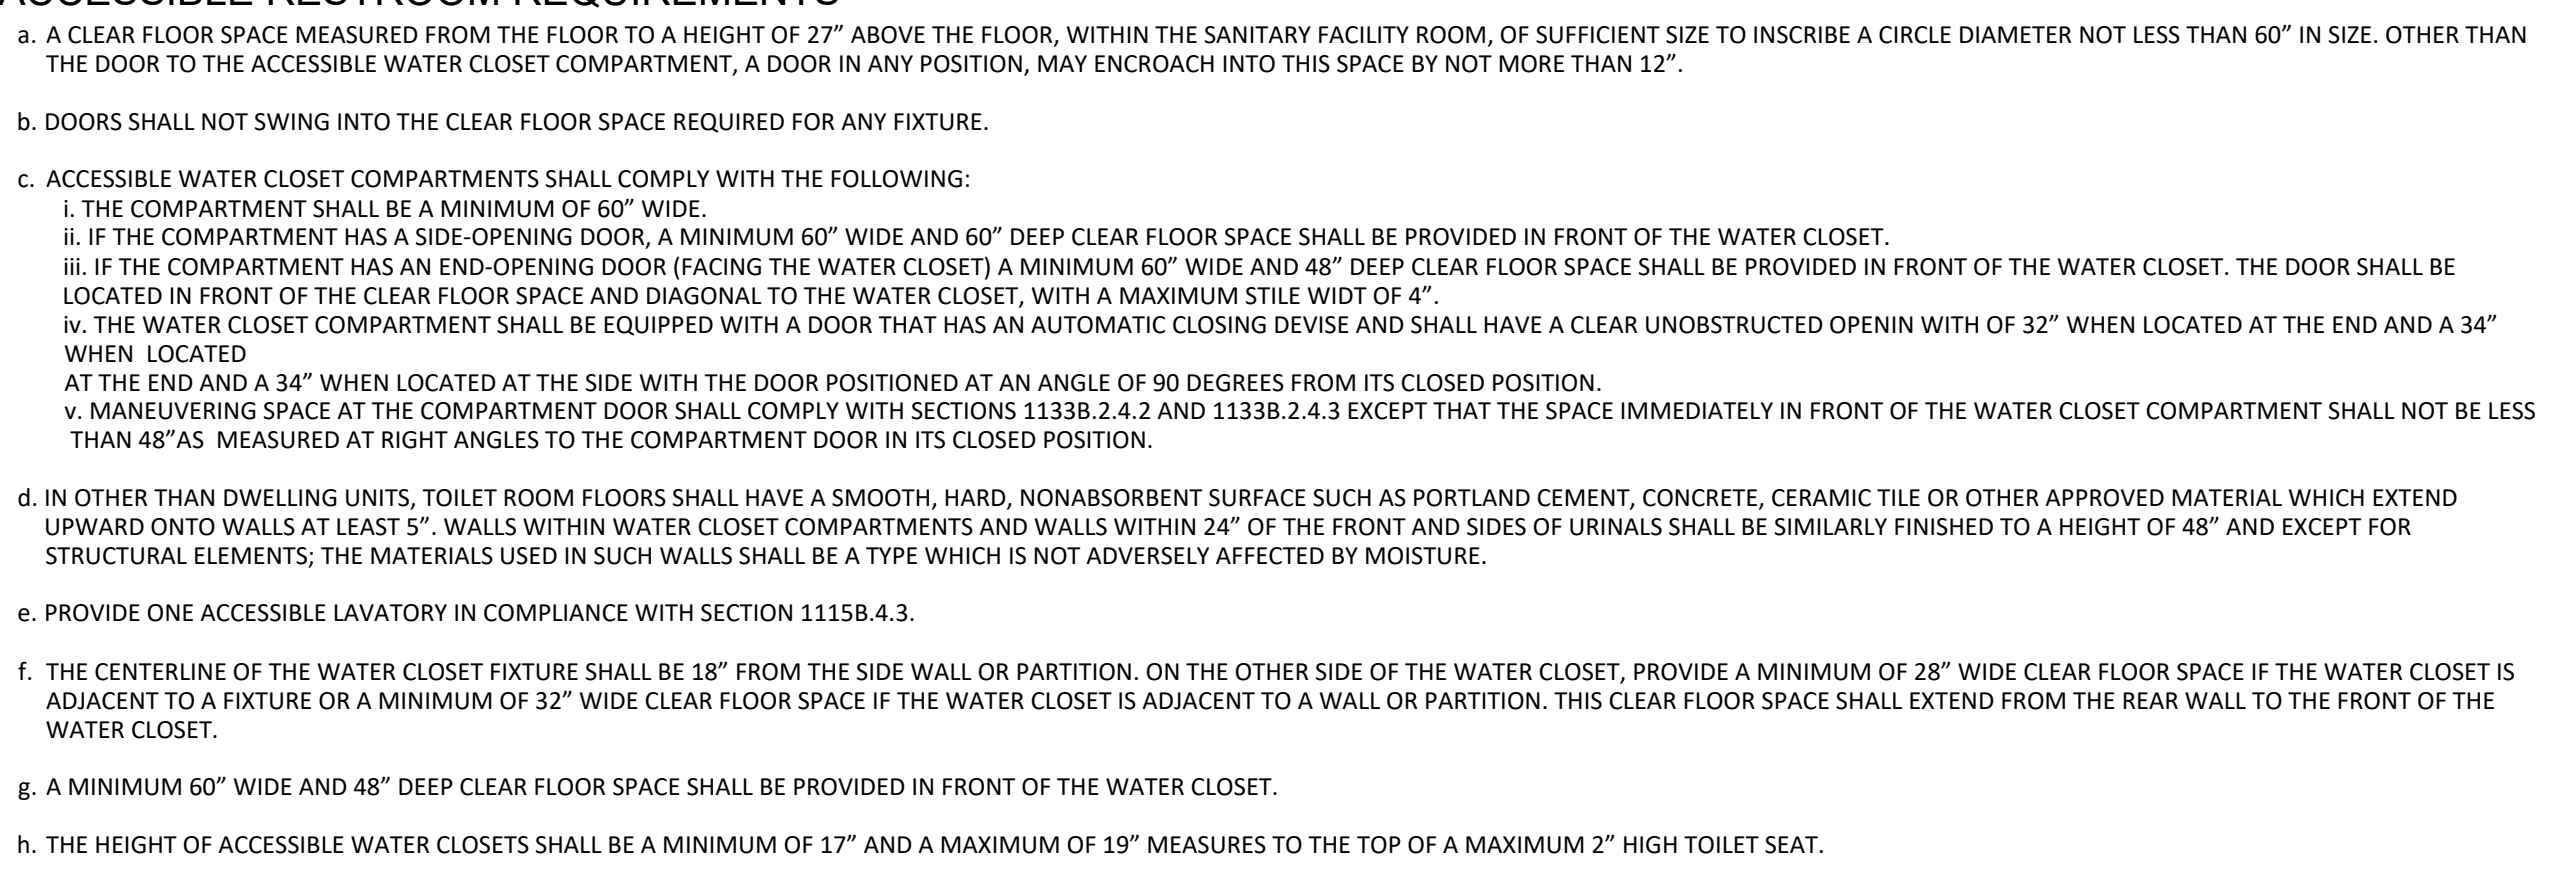 ACCESSIBLE RESTROOM REQUIREMENTS
a. A CLEAR FLOOR SPACE MEASURED FROM THE FLOOR TO A HEIGHT OF 27” ABOVE THE FLOOR, WITHIN THE SANITARY FACILITY ROOM, OF SUFFICIENT SIZE TO INSCRIBE A CIRCLE DIAMETER NOT LESS THAN 60” IN SIZE. OTHER THAN
THE DOOR TO THE ACCESSIBLE WATER CLOSET COMPARTMENT, A DOOR IN ANY POSITION, MAY ENCROACH INTO THIS SPACE BY NOT MORE THAN 12”.
b. DOORS SHALL NOT SWING INTO THE CLEAR FLOOR SPACE REQUIRED FOR ANY FIXTURE.
c. ACCESSIBLE WATER CLOSET COMPARTMENTS SHALL COMPLY WITH THE FOLLOWING:
i. THE COMPARTMENT SHALL BE A MINIMUM OF 60” WIDE.
ii. IF THE COMPARTMENT HAS A SIDE-OPENING DOOR, A MINIMUM 60” WIDE AND 60” DEEP CLEAR FLOOR SPACE SHALL BE PROVIDED IN FRONT OF THE WATER CLOSET.
iii. IF THE COMPARTMENT HAS AN END-OPENING DOOR (FACING THE WATER CLOSET) A MINIMUM 60” WIDE AND 48” DEEP CLEAR FLOOR SPACE SHALL BE PROVIDED IN FRONT OF THE WATER CLOSET. THE DOOR SHALL BE
LOCATED IN FRONT OF THE CLEAR FLOOR SPACE AND DIAGONAL TO THE WATER CLOSET, WITH A MAXIMUM STILE WIDT OF 4”.
iv. THE WATER CLOSET COMPARTMENT SHALL BE EQUIPPED WITH A DOOR THAT HAS AN AUTOMATIC CLOSING DEVISE AND SHALL HAVE A CLEAR UNOBSTRUCTED OPENIN WITH OF 32” WHEN LOCATED AT THE END AND A 34”
WHEN LOCATED
AT THE END AND A 34” WHEN LOCATED AT THE SIDE WITH THE DOOR POSITIONED AT AN ANGLE OF 90 DEGREES FROM ITS CLOSED POSITION.
v. MANEUVERING SPACE AT THE COMPARTMENT DOOR SHALL COMPLY WITH SECTIONS 1133B.2.4.2 AND 1133B.2.4.3 EXCEPT THAT THE SPACE IMMEDIATELY IN FRONT OF THE WATER CLOSET COMPARTMENT SHALL NOT BE LESS
THAN 48”AS MEASURED AT RIGHT ANGLES TO THE COMPARTMENT DOOR IN ITS CLOSED POSITION.
d. IN OTHER THAN DWELLING UNITS, TOILET ROOM FLOORS SHALL HAVE A SMOOTH, HARD, NONABSORBENT SURFACE SUCH AS PORTLAND CEMENT, CONCRETE, CERAMIC TILE OR OTHER APPROVED MATERIAL WHICH EXTEND
UPWARD ONTO WALLS AT LEAST 5”. WALLS WITHIN WATER CLOSET COMPARTMENTS AND WALLS WITHIN 24” OF THE FRONT AND SIDES OF URINALS SHALL BE SIMILARLY FINISHED TO A HEIGHT OF 48” AND EXCEPT FOR
STRUCTURAL ELEMENTS; THE MATERIALS USED IN SUCH WALLS SHALL BE A TYPE WHICH IS NOT ADVERSELY AFFECTED BY MOISTURE.
e. PROVIDE ONE ACCESSIBLE LAVATORY IN COMPLIANCE WITH SECTION 1115B.4.3.
f. THE CENTERLINE OF THE WATER CLOSET FIXTURE SHALL BE 18” FROM THE SIDE WALL OR PARTITION. ON THE OTHER SIDE OF THE WATER CLOSET, PROVIDE A MINIMUM OF 28” WIDE CLEAR FLOOR SPACE IF THE WATER CLOSET IS
ADJACENT TO A FIXTURE OR A MINIMUM OF 32” WIDE CLEAR FLOOR SPACE IF THE WATER CLOSET IS ADJACENT TO A WALL OR PARTITION. THIS CLEAR FLOOR SPACE SHALL EXTEND FROM THE REAR WALL TO THE FRONT OF THE
WATER CLOSET.
g. A MINIMUM 60” WIDE AND 48” DEEP CLEAR FLOOR SPACE SHALL BE PROVIDED IN FRONT OF THE WATER CLOSET.
h. THE HEIGHT OF ACCESSIBLE WATER CLOSETS SHALL BE A MINIMUM OF 17” AND A MAXIMUM OF 19” MEASURES TO THE TOP OF A MAXIMUM 2” HIGH TOILET SEAT.